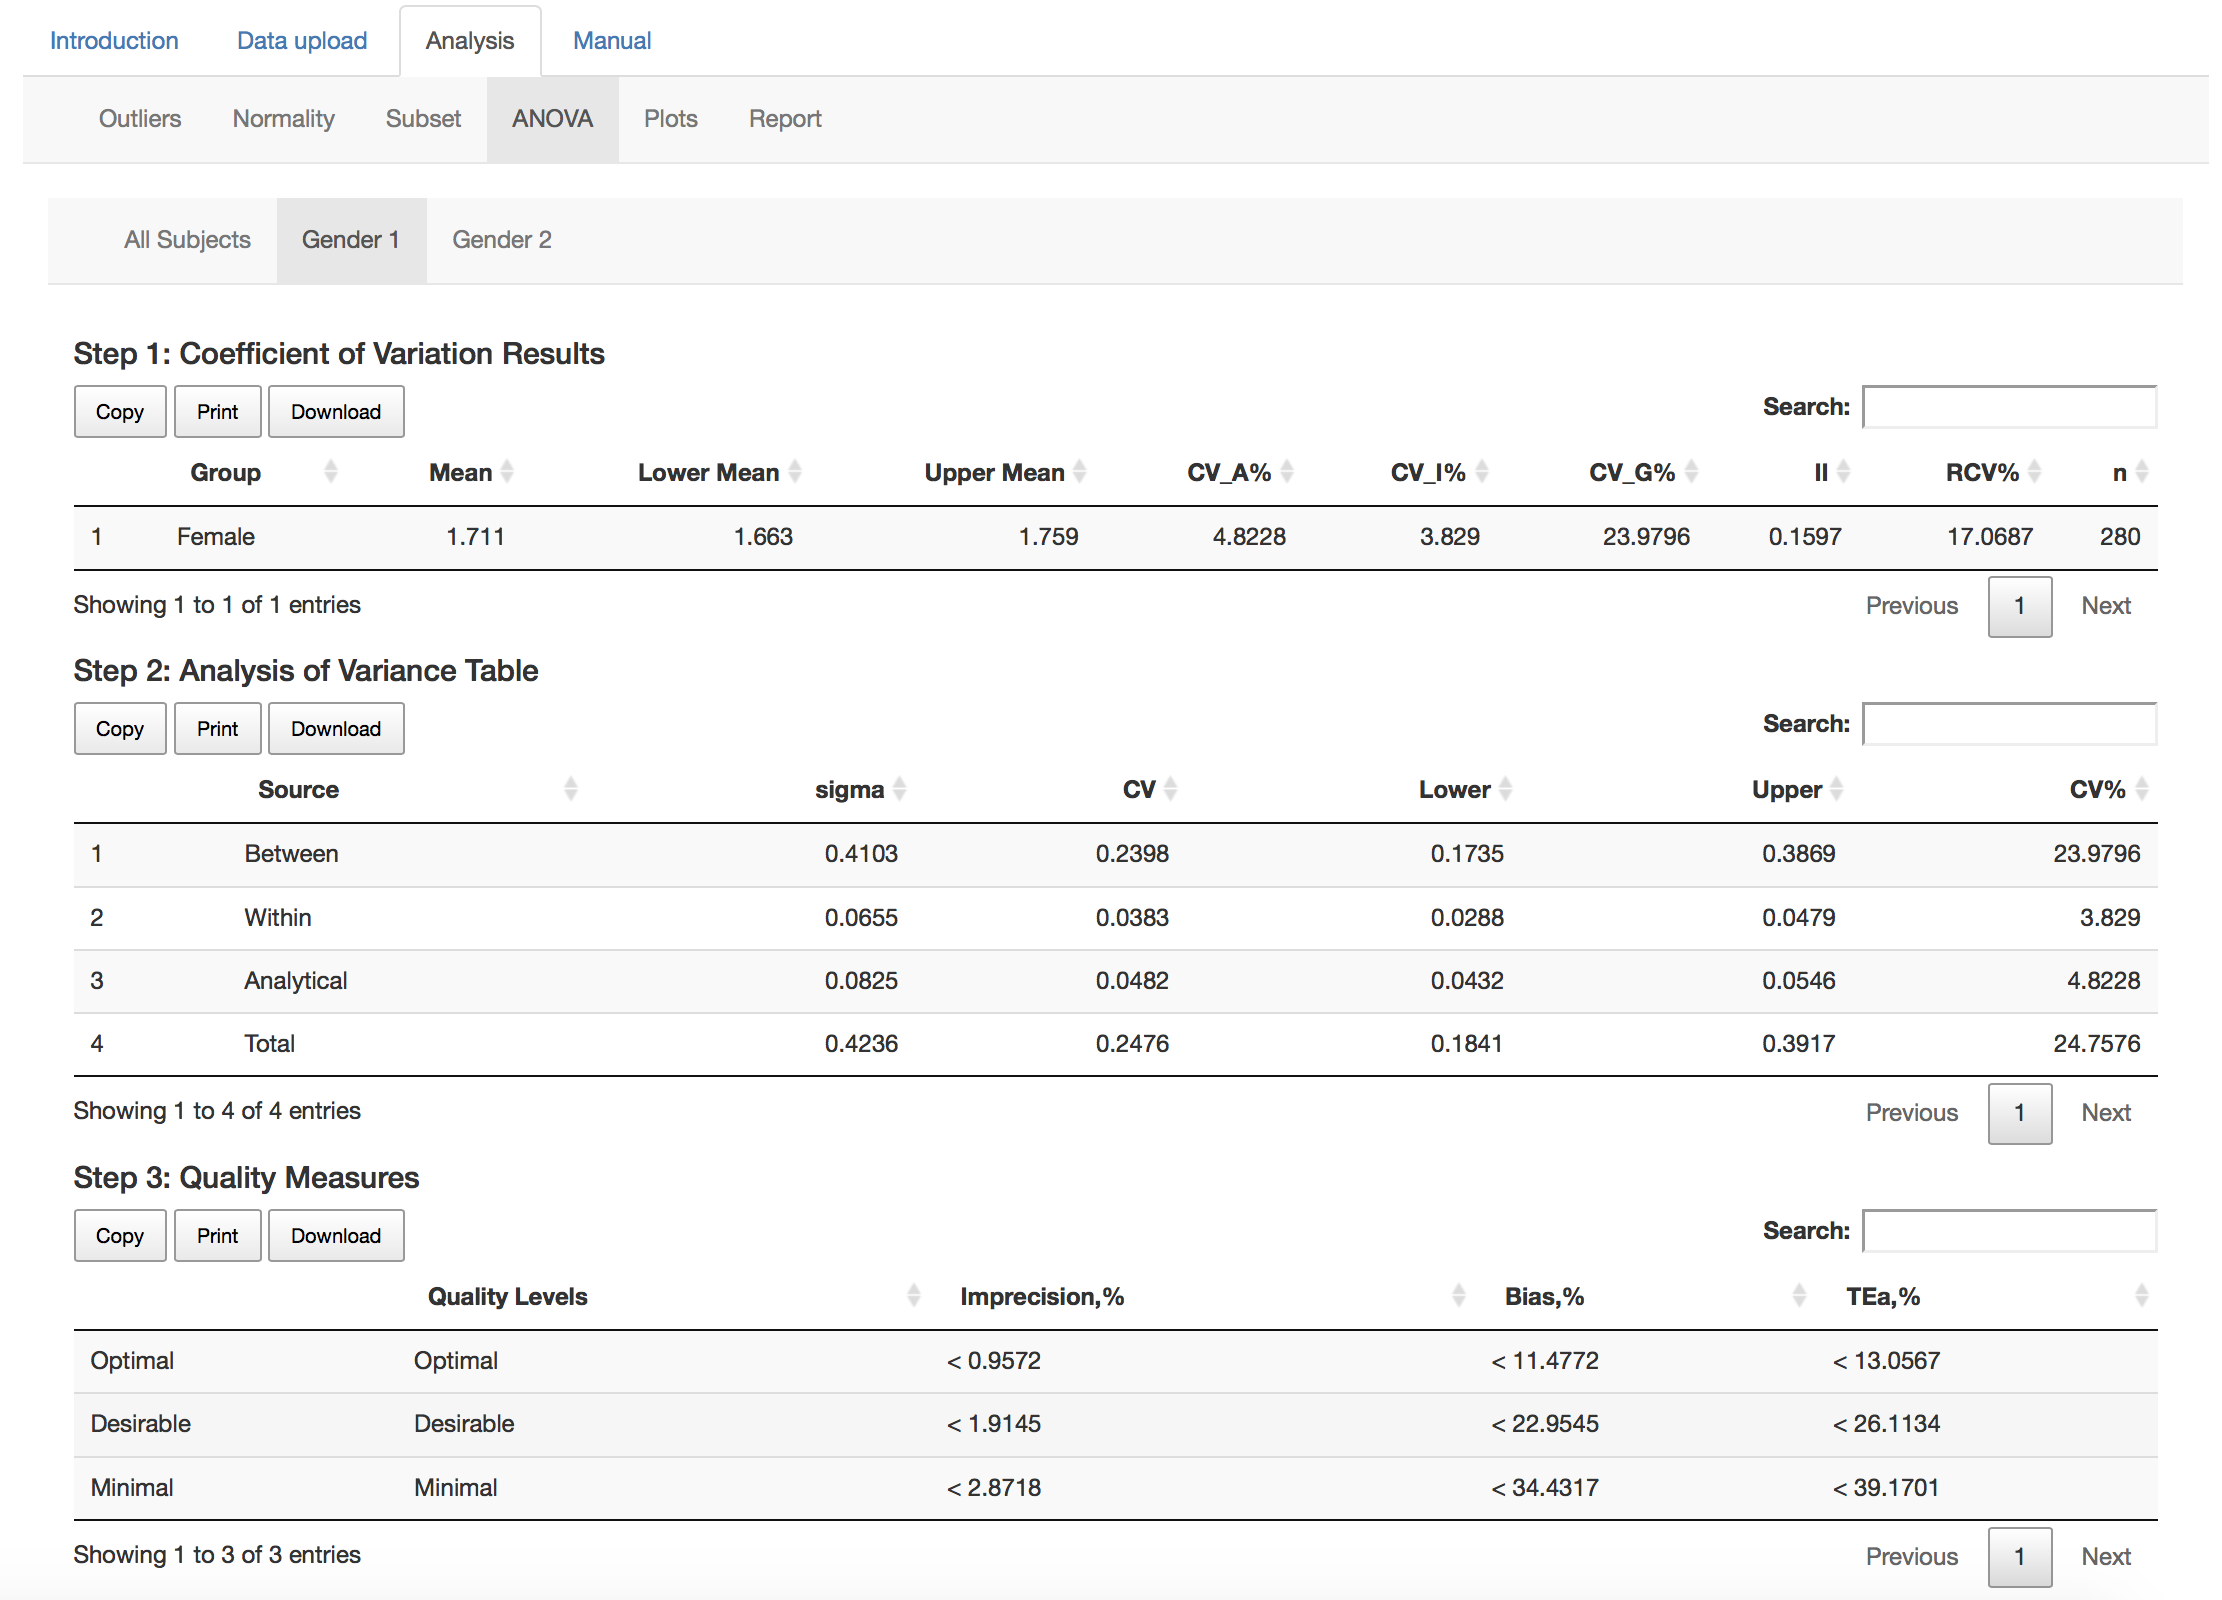 Introduction Data upload Analysis Manual
Outliers Normality Subset ANOVA Plots Report
All Subjects Gender 1 Gender 2
Step 1: Coefficient of Variation Results
Copy Print Download Search:
Group Mean Lower Mean Upper Mean CV_A% CV_I% CV_G% II RCV% n
1 Female 1.711 1.663 1.759 4.8228 3.829 23.9796 0.1597 17.0687 280
Showing 1 to 1 of 1 entries Previous 1 Next
Step 2: Analysis of Variance Table
Copy Print Download Search:
Source sigma CV Lower Upper CV%
1 Between 0.4103 0.2398 0.1735 0.3869 23.9796
2 Within 0.0655 0.0383 0.0288 0.0479 3.829
3 Analytical 0.0825 0.0482 0.0432 0.0546 4.8228
4 Total 0.4236 0.2476 0.1841 0.3917 24.7576
Showing 1 to 4 of 4 entries Previous 1 Next
Step 3: Quality Measures
Copy Print Download Search:
Quality Levels Imprecision,% Bias,% TEa,%
Optimal Optimal < 0.9572 < 11.4772 < 13.0567
Desirable Desirable < 1.9145 < 22.9545 < 26.1134
Minimal Minimal < 2.8718 < 34.4317 < 39.1701
Showing 1 to 3 of 3 entries Previous 1 Next